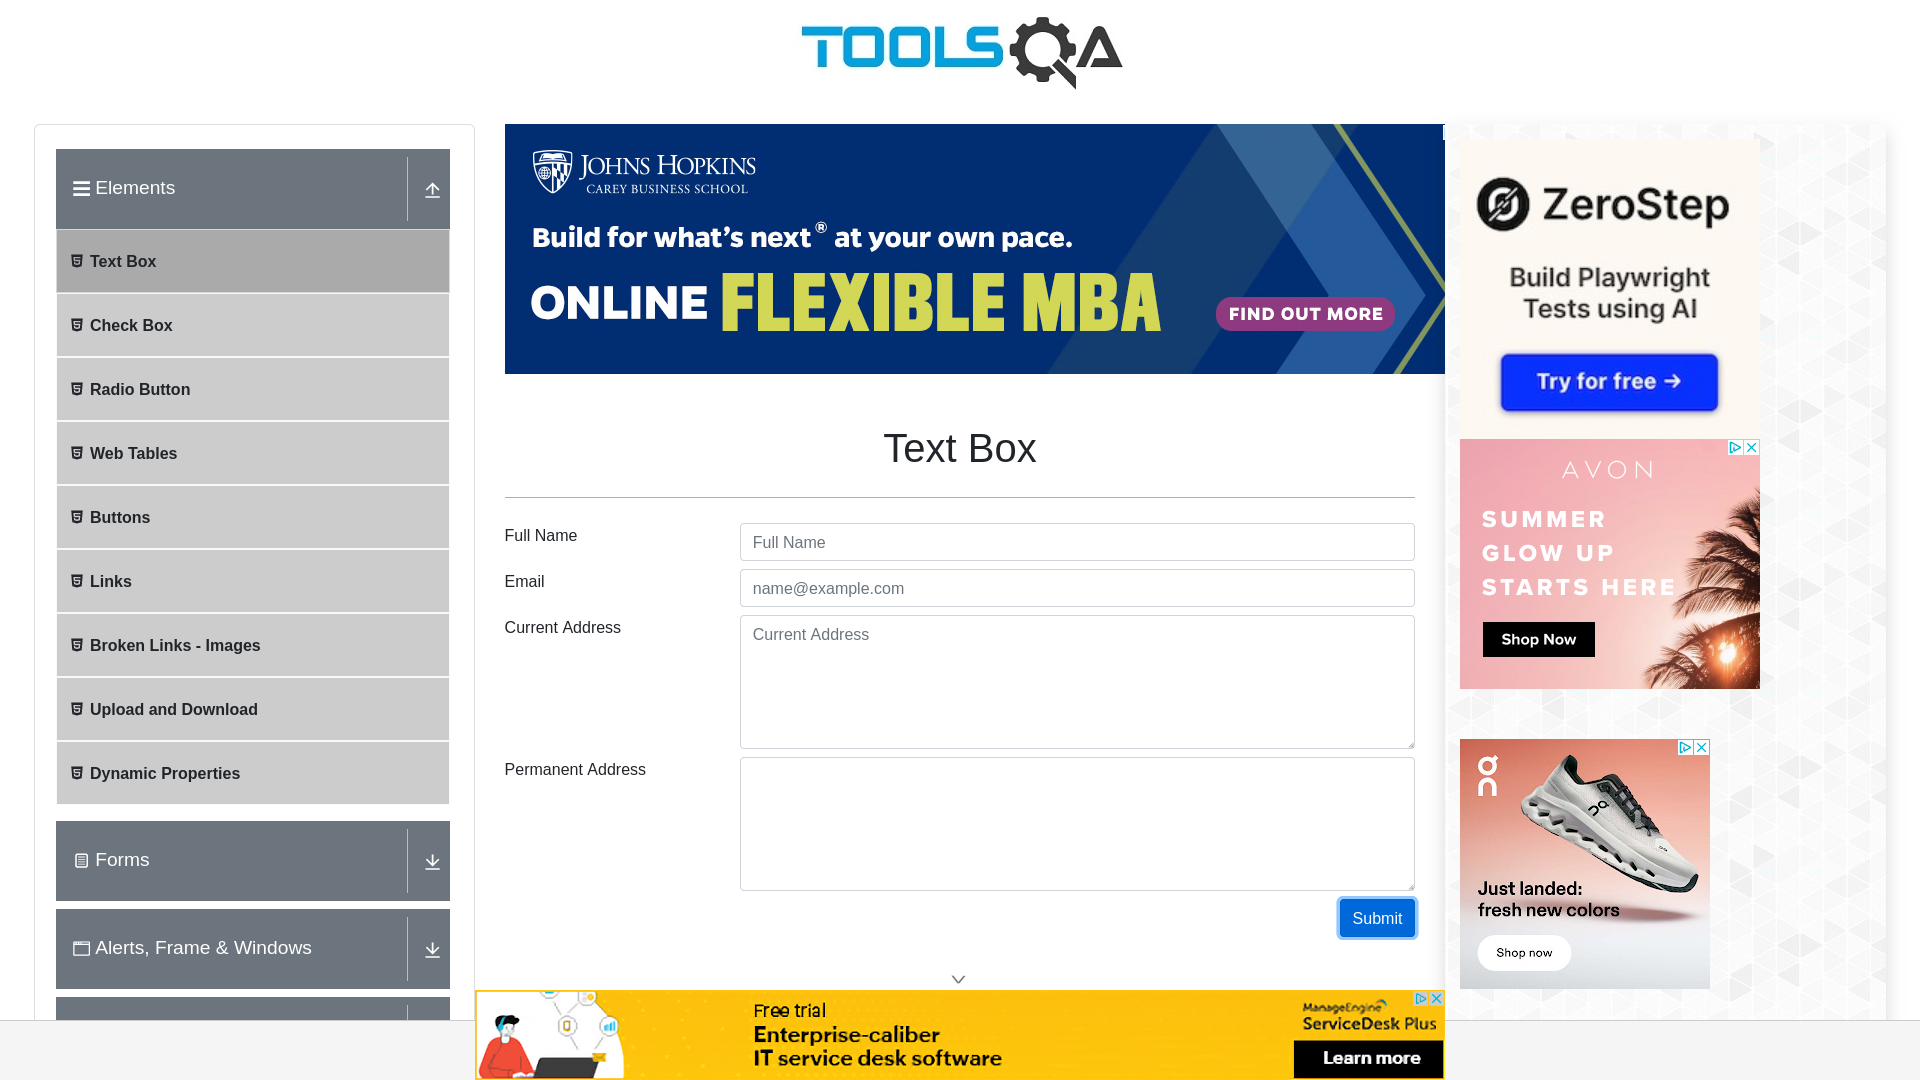 TOOLSQA
Elements
Text Box
Check Box
Radio Button
Web Tables
Buttons
Links
Broken Links - Images
Upload and Download
Dynamic Properties
Forms
Alerts, Frame & Windows
JOHNS HOPKINS
CAREY BUSINESS SCHOOL
Build for what's next® at your own pace.
ONLINE FLEXIBLE MBA
FIND OUT MORE
Text Box
Full Name
Full Name
Email
name@example.com
Current Address
Current Address
Permanent Address
Submit
ZeroStep
Build Playwright
Tests using AI
Try for free →
AVON
SUMMER
GLOW UP
STARTS HERE
Shop Now
on
Just landed:
fresh new colors
Shop now
Free trial
Enterprise-caliber
IT service desk software
ManageEngine
ServiceDesk Plus
Learn more